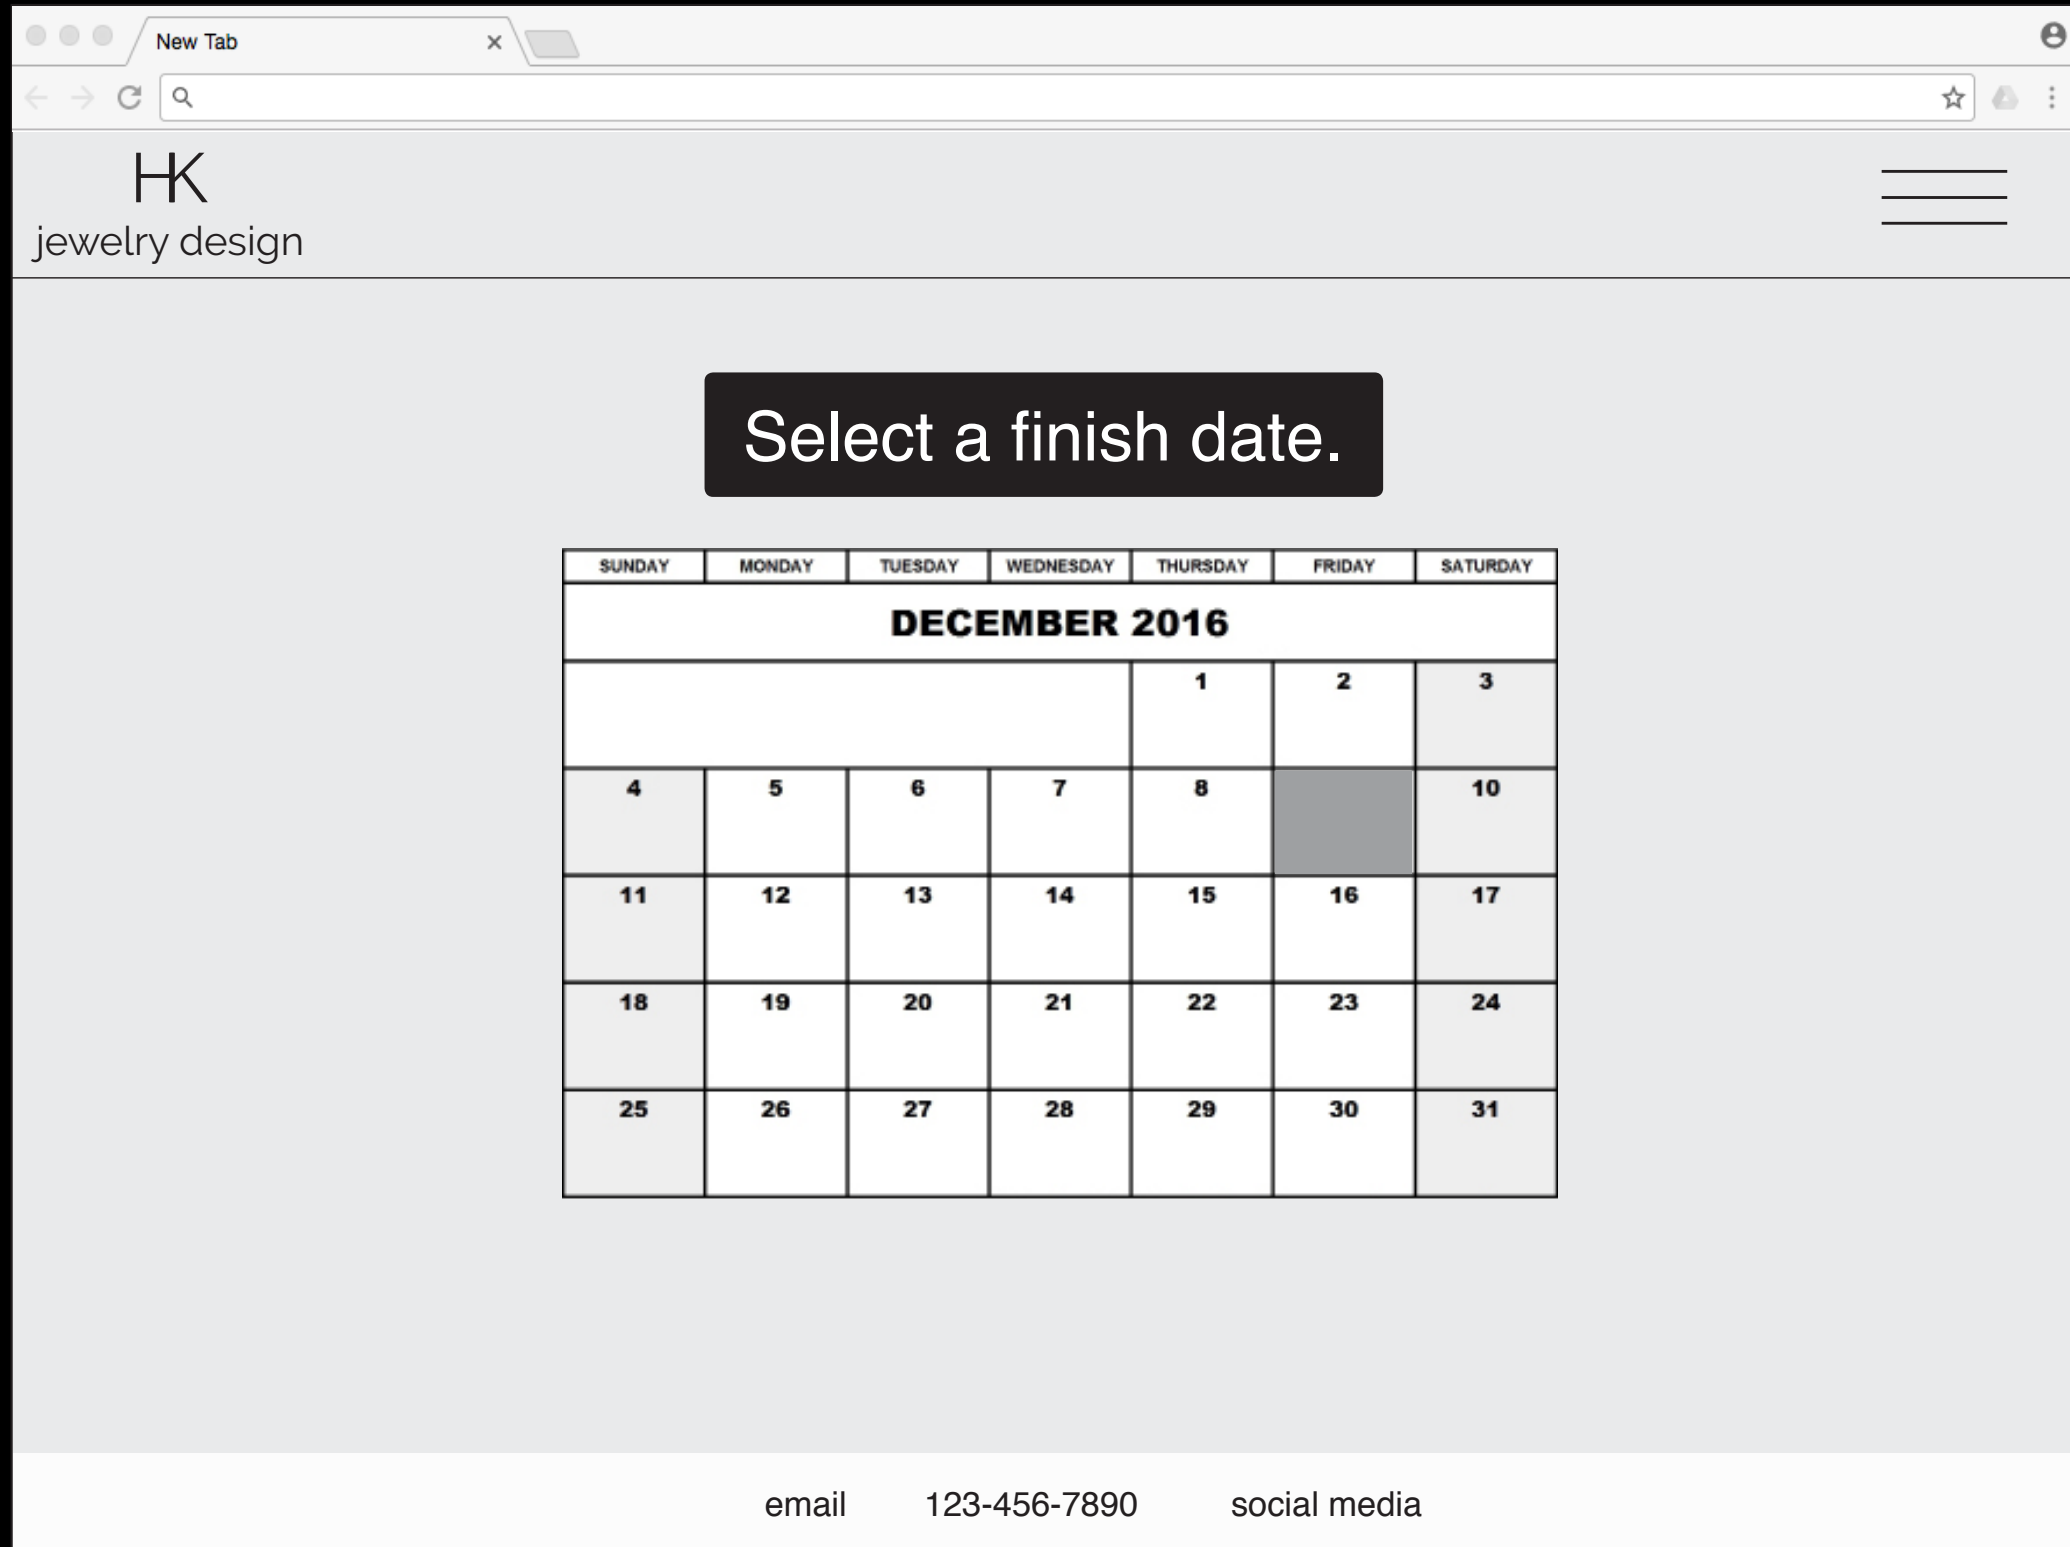 New Tab
HK
jewelry design
Select a finish date.
SUNDAY MONDAY TUESDAY WEDNESDAY THURSDAY FRIDAY SATURDAY
DECEMBER 2016
1 2 3
4 5 6 7 8 10
11 12 13 14 15 16 17
18 19 20 21 22 23 24
25 26 27 28 29 30 31
email 123-456-7890 social media